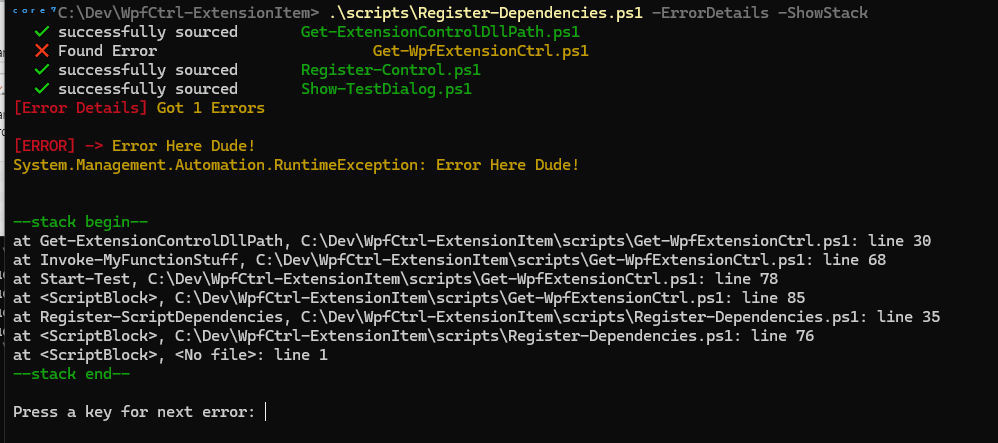 core 7 C:\Dev\WpfCtrl-ExtensionItem> .\scripts\Register-Dependencies.ps1 -ErrorDetails -ShowStack
✓ successfully sourced Get-ExtensionControlDllPath.ps1
✗ Found Error Get-WpfExtensionCtrl.ps1
✓ successfully sourced Register-Control.ps1
✓ successfully sourced Show-TestDialog.ps1
[Error Details] Got 1 Errors
[ERROR] -> Error Here Dude!
System.Management.Automation.RuntimeException: Error Here Dude!
--stack begin--
at Get-ExtensionControlDllPath, C:\Dev\WpfCtrl-ExtensionItem\scripts\Get-WpfExtensionCtrl.ps1: line 30
at Invoke-MyFunctionStuff, C:\Dev\WpfCtrl-ExtensionItem\scripts\Get-WpfExtensionCtrl.ps1: line 68
at Start-Test, C:\Dev\WpfCtrl-ExtensionItem\scripts\Get-WpfExtensionCtrl.ps1: line 78
at <ScriptBlock>, C:\Dev\WpfCtrl-ExtensionItem\scripts\Get-WpfExtensionCtrl.ps1: line 85
at Register-ScriptDependencies, C:\Dev\WpfCtrl-ExtensionItem\scripts\Register-Dependencies.ps1: line 35
at <ScriptBlock>, C:\Dev\WpfCtrl-ExtensionItem\scripts\Register-Dependencies.ps1: line 76
at <ScriptBlock>, <No file>: line 1
--stack end--
Press a key for next error: